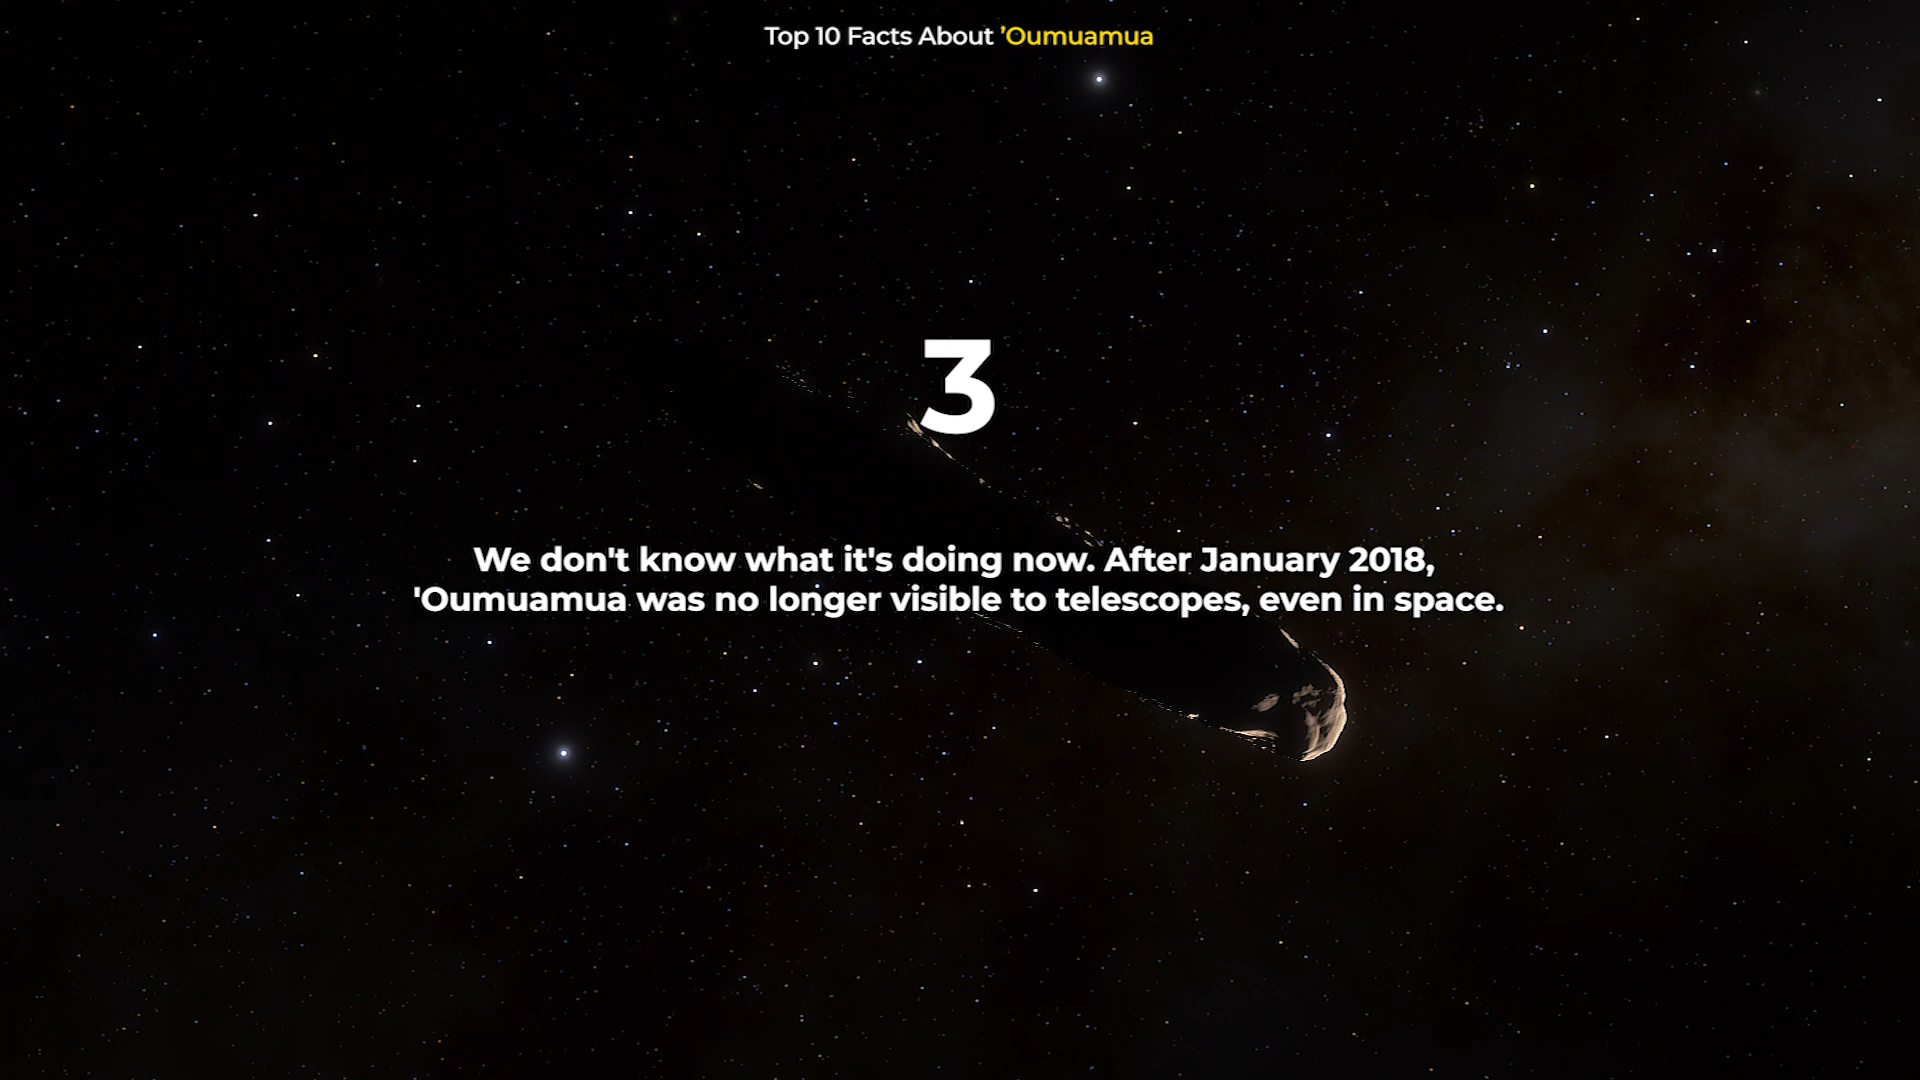 Top 10 Facts About ’Oumuamua
3
We don't know what it's doing now. After January 2018,
'Oumuamua was no longer visible to telescopes, even in space.